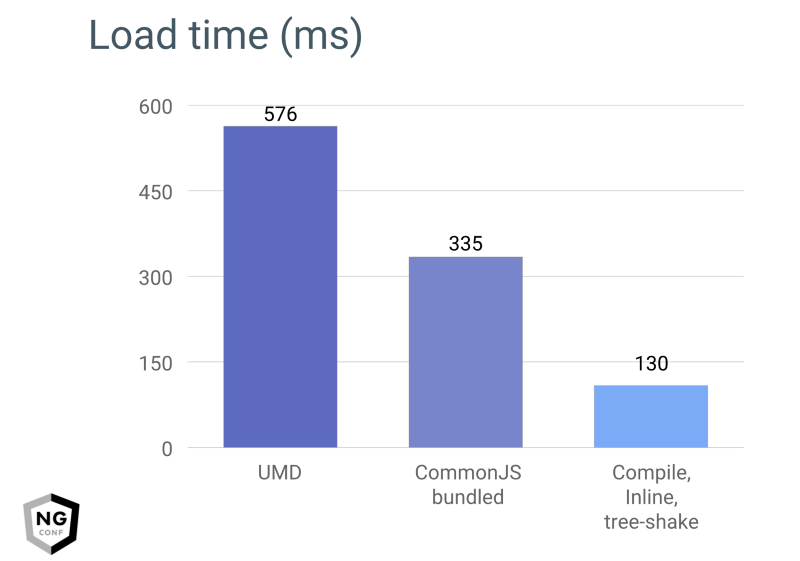 Load time (ms)
600
576
450
335
300
150
130
0
UMD
CommonJS
bundled
Compile,
Inline,
tree-shake
NG
CONF